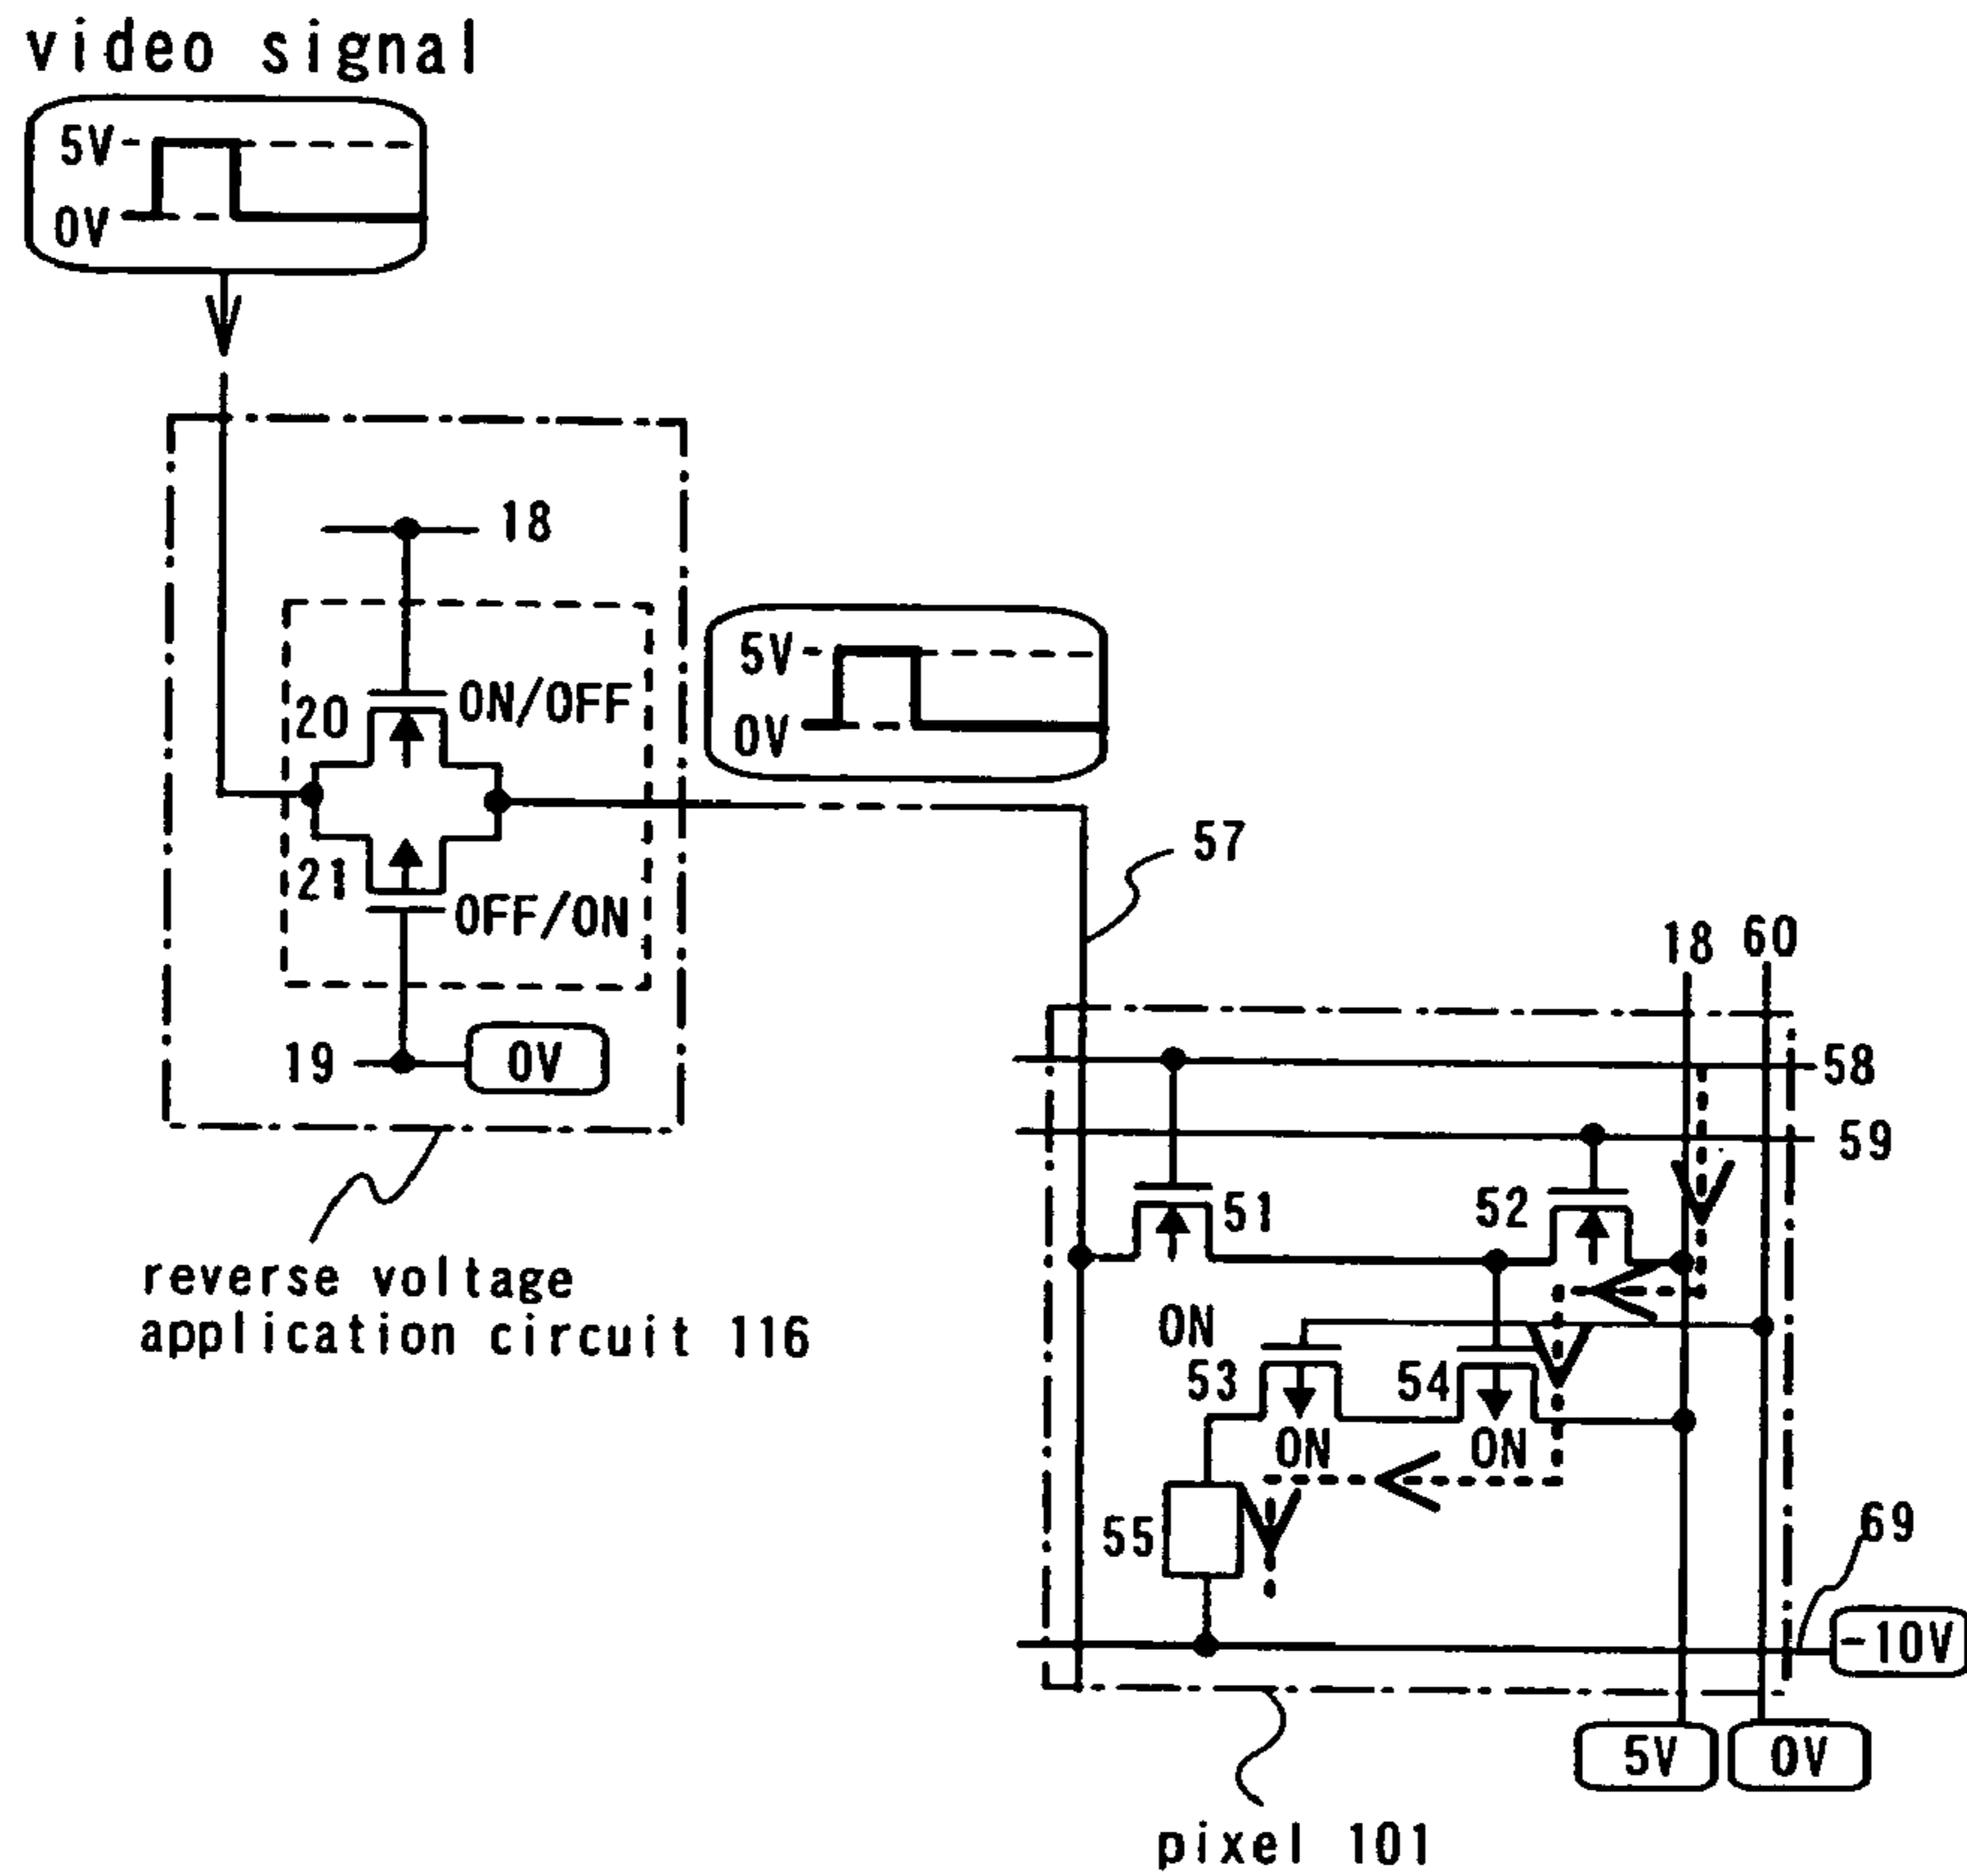 video signal
5V
0V
18
20 ON/OFF
5V
0V
21
OFF/ON
57
18 60
19 0V
58
59
51
52
reverse voltage
application circuit 116
ON
53
54
ON
ON
55
69
-10V
5V
0V
pixel 101